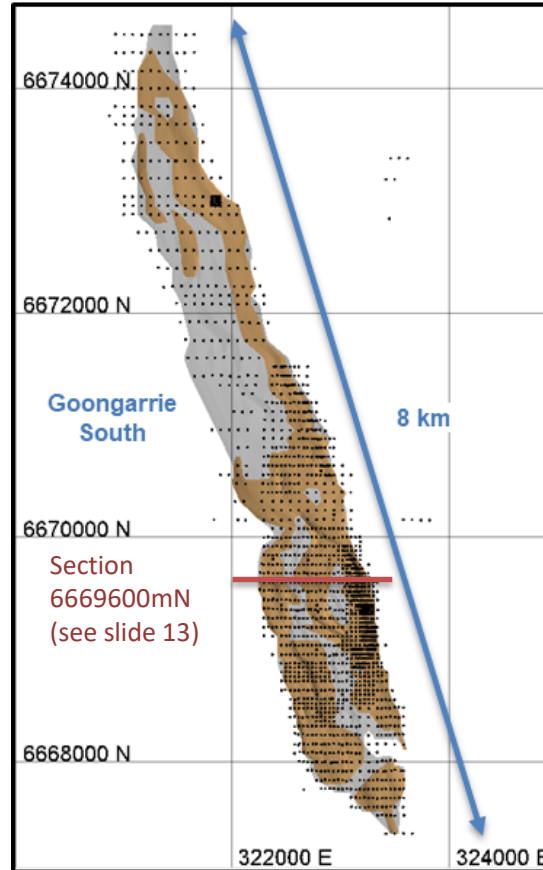 6674000 N
6672000 N
Goongarrie
South
8 km
6670000 N
Section
6669600mN
(see slide 13)
6668000 N
322000 E
324000 E